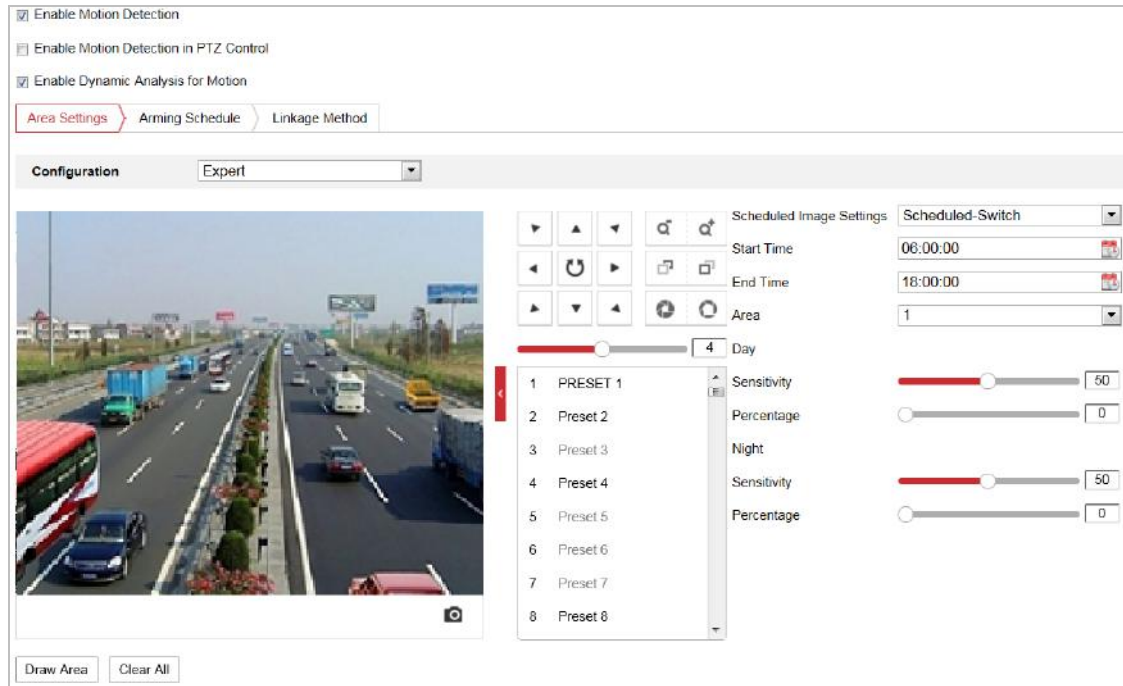 Enable Motion Detection
Enable Motion Detection in PTZ Control
Enable Dynamic Analysis for Motion
Area Settings Arming Schedule Linkage Method
Configuration Expert
Scheduled Image Settings Scheduled-Switch
Start Time 06:00:00
End Time 18:00:00
Area 1
4
1 PRESET 1
2 Preset 2
3 Preset 3
4 Preset 4
5 Preset 5
6 Preset 6
7 Preset 7
8 Preset 8
Day
Sensitivity 50
Percentage 0
Night
Sensitivity 50
Percentage 0
Draw Area Clear All